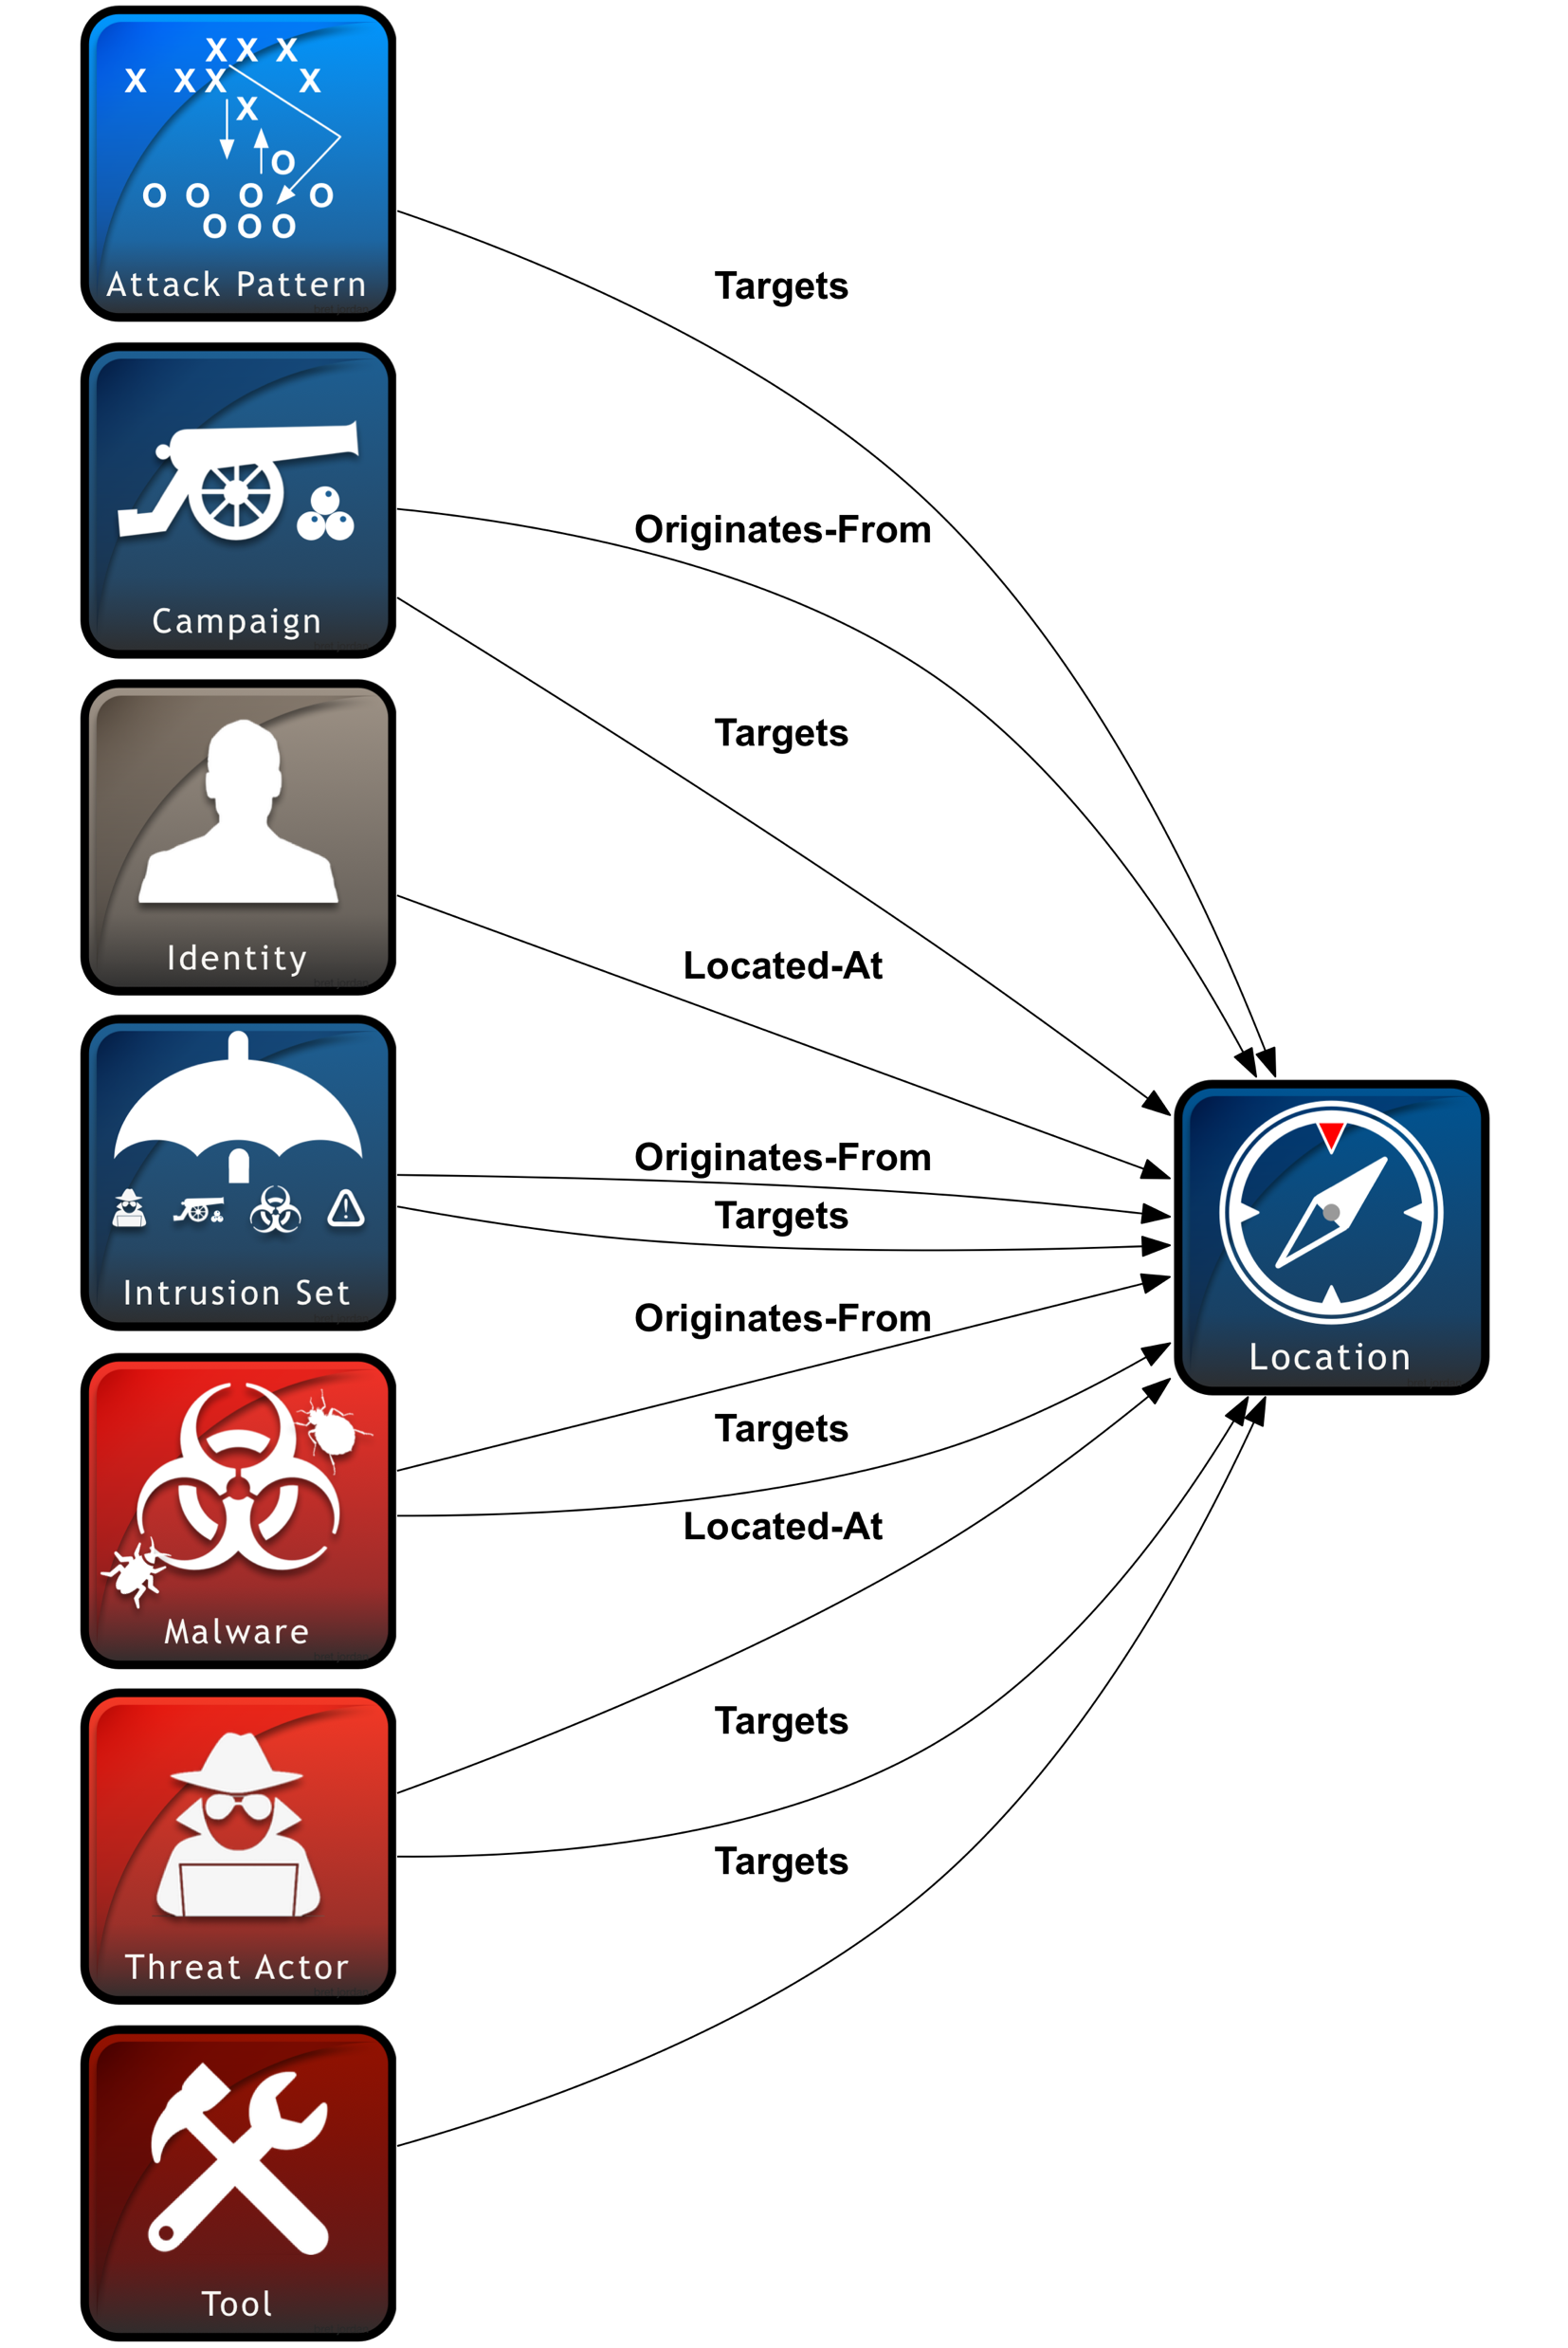 X X X
X X X X
X
O
O O O O
O O O
Attack Pattern
Targets
Originates-From
Campaign
Targets
Identity
Located-At
Originates-From
Targets
Intrusion Set
Originates-From
Location
Targets
Located-At
Malware
Targets
Targets
Threat Actor
Tool